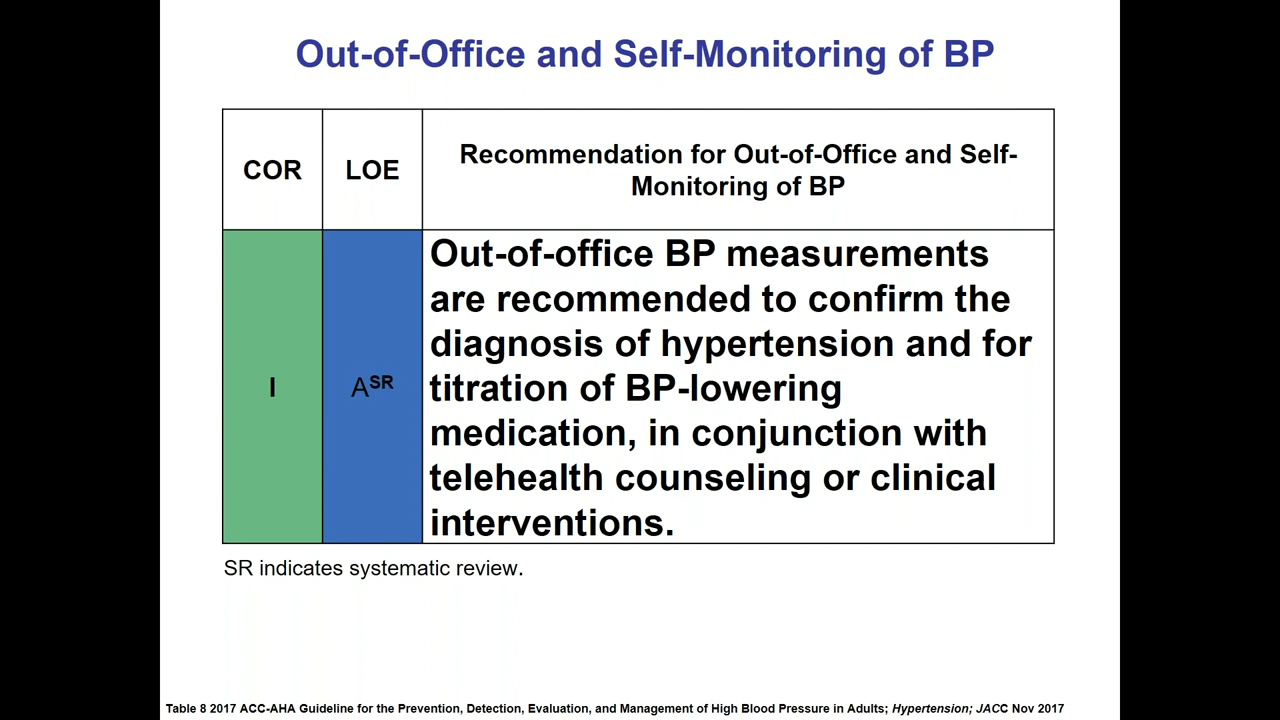 Out-of-Office and Self-Monitoring of BP
COR
LOE
Recommendation for Out-of-Office and Self-
Monitoring of BP
I
A^SR
Out-of-office BP measurements
are recommended to confirm the
diagnosis of hypertension and for
titration of BP-lowering
medication, in conjunction with
telehealth counseling or clinical
interventions.
SR indicates systematic review.
Table 8 2017 ACC-AHA Guideline for the Prevention, Detection, Evaluation, and Management of High Blood Pressure in Adults; Hypertension; JACC Nov 2017